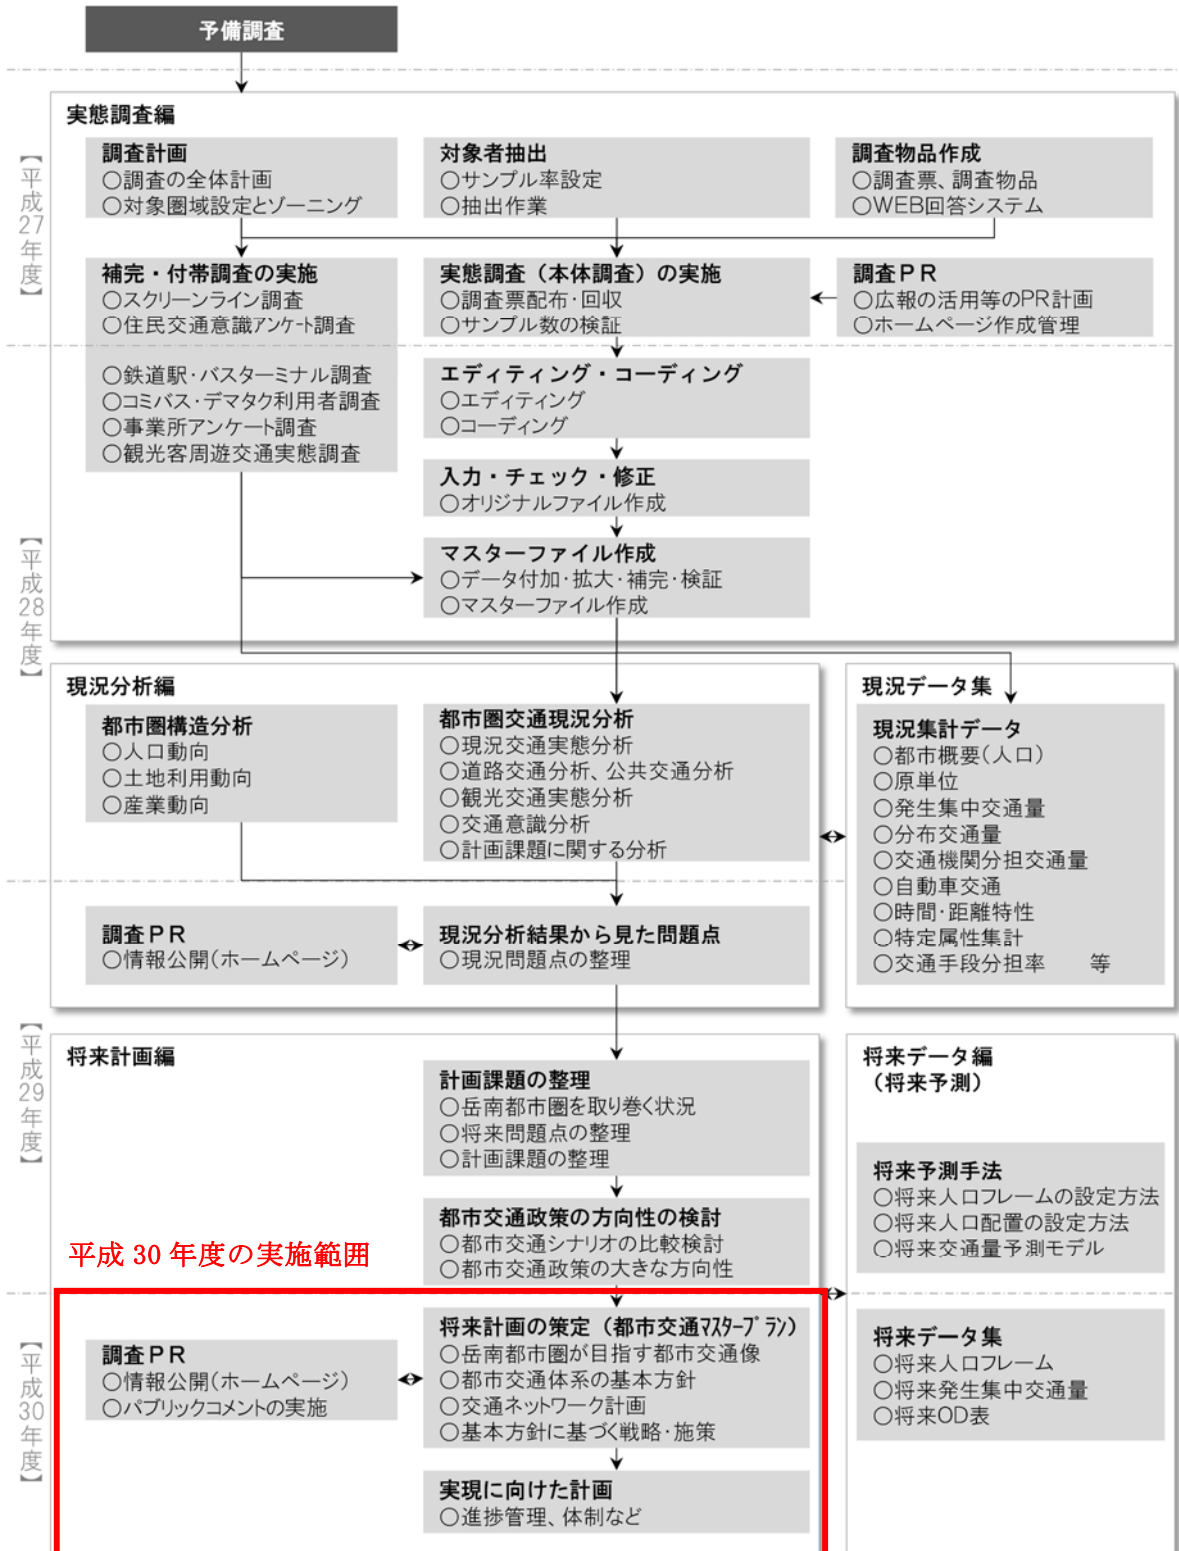 予備調査
【平成27年度】
実態調査編
調査計画
○調査の全体計画
○対象圏域設定とゾーニング
対象者抽出
○サンプル率設定
○抽出作業
調査物品作成
○調査票、調査物品
○WEB回答システム
補完・付帯調査の実施
○スクリーンライン調査
○住民交通意識アンケート調査
○鉄道駅・バスターミナル調査
○コミバス・デマタク利用者調査
○事業所アンケート調査
○観光客周遊交通実態調査
実態調査（本体調査）の実施
○調査票配布・回収
○サンプル数の検証
調査ＰＲ
○広報の活用等のPR計画
○ホームページ作成管理
【平成28年度】
エディティング・コーディング
○エディティング
○コーディング
入力・チェック・修正
○オリジナルファイル作成
マスターファイル作成
○データ付加・拡大・補完・検証
○マスターファイル作成
現況分析編
都市圏構造分析
○人口動向
○土地利用動向
○産業動向
都市圏交通現況分析
○現況交通実態分析
○道路交通分析、公共交通分析
○観光交通実態分析
○交通意識分析
○計画課題に関する分析
現況データ集
現況集計データ
○都市概要(人口)
○原単位
○発生集中交通量
○分布交通量
○交通機関分担交通量
○自動車交通
○時間・距離特性
○特定属性集計
○交通手段分担率　　等
調査ＰＲ
○情報公開(ホームページ)
現況分析結果から見た問題点
○現況問題点の整理
【平成29年度】
将来計画編
計画課題の整理
○岳南都市圏を取り巻く状況
○将来問題点の整理
○計画課題の整理
都市交通政策の方向性の検討
○都市交通シナリオの比較検討
○都市交通政策の大きな方向性
将来データ編
（将来予測）
将来予測手法
○将来人口フレームの設定方法
○将来人口配置の設定方法
○将来交通量予測モデル
平成 30 年度の実施範囲
【平成30年度】
調査ＰＲ
○情報公開(ホームページ)
○パブリックコメントの実施
将来計画の策定（都市交通ﾏｽﾀｰﾌﾟﾗﾝ）
○岳南都市圏が目指す都市交通像
○都市交通体系の基本方針
○交通ネットワーク計画
○基本方針に基づく戦略・施策
実現に向けた計画
○進捗管理、体制など
将来データ集
○将来人口フレーム
○将来発生集中交通量
○将来OD表